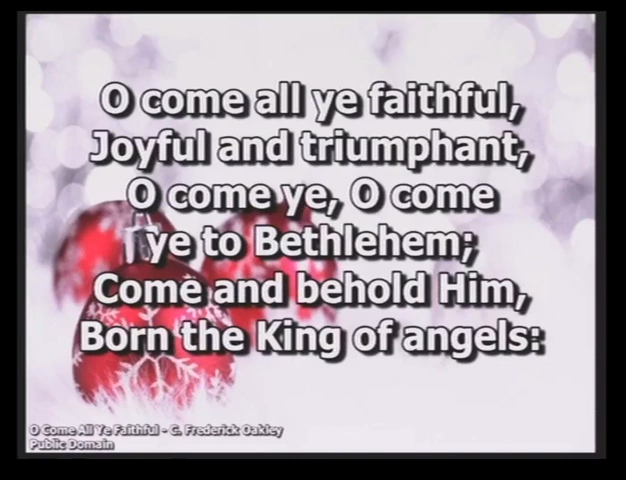 O come all ye faithful,
Joyful and triumphant,
O come ye, O come
ye to Bethlehem;
Come and behold Him,
Born the King of angels:
O Come All Ye Faithful - C. Frederick Oakley
Public Domain